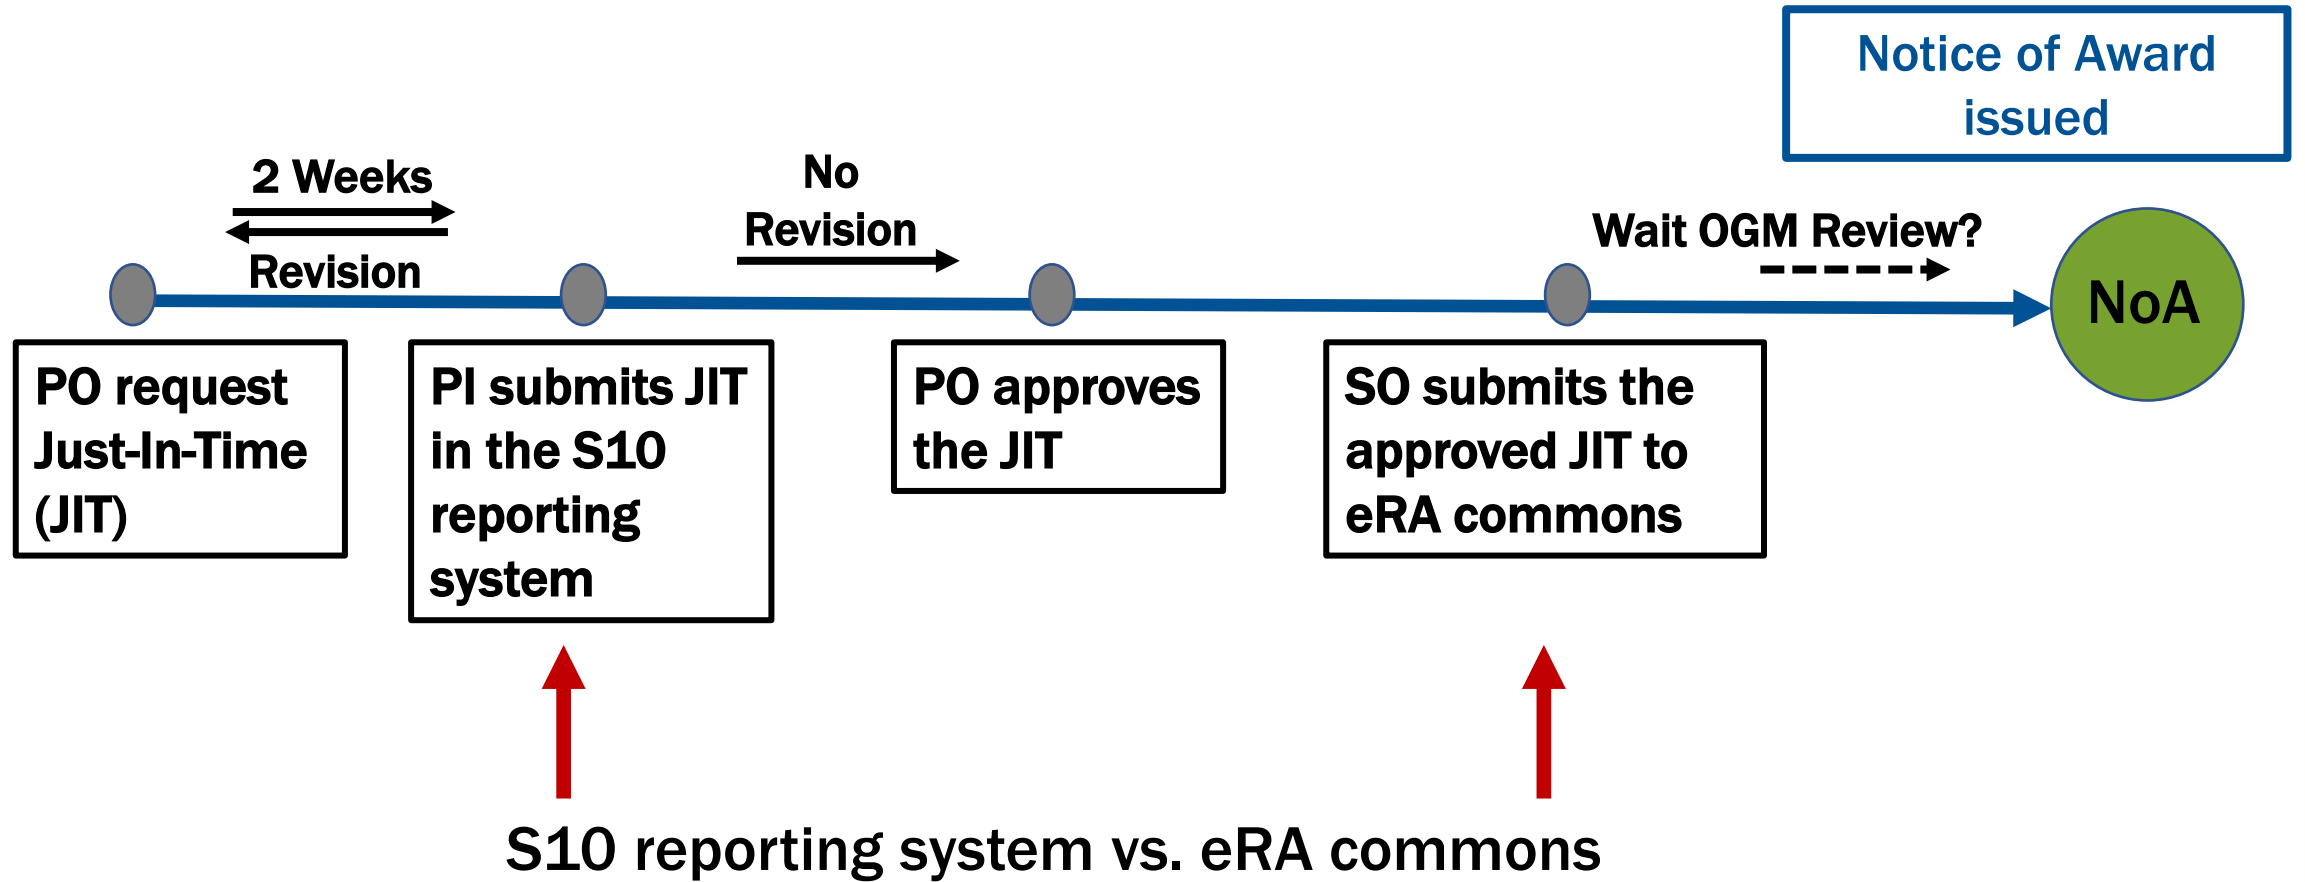 Notice of Award
issued
2 Weeks
Revision
No
Revision
Wait OGM Review?
NoA
PO request
Just-In-Time
(JIT)
PI submits JIT
in the S10
reporting
system
PO approves
the JIT
SO submits the
approved JIT to
eRA commons
S10 reporting system vs. eRA commons